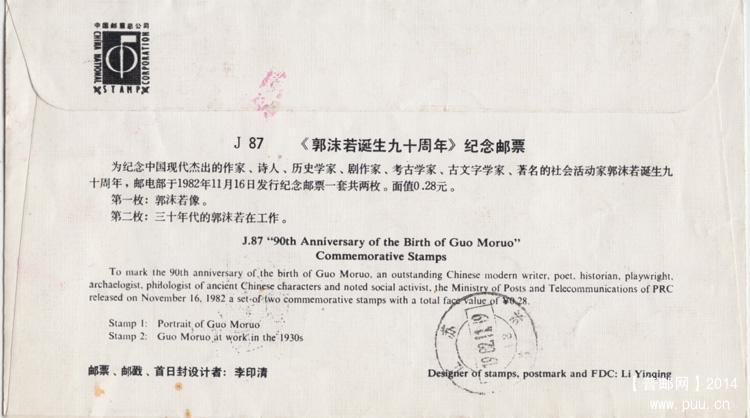 中国邮票总公司
CHINA NATIONAL
STAMP
CORPORATION
J 87 《郭沫若诞生九十周年》纪念邮票
为纪念中国现代杰出的作家、诗人、历史学家、剧作家、考古学家、古文字学家、著名的社会活动家郭沫若诞生九
十周年，邮电部于1982年11月16日发行纪念邮票一套共两枚。面值0.28元。
第一枚：郭沫若像。
第二枚：三十年代的郭沫若在工作。
J.87 “90th Anniversary of the Birth of Guo Moruo”
Commemorative Stamps
To mark the 90th anniversary of the birth of Guo Moruo, an outstanding Chinese modern writer, poet, historian, playwright,
archaelogist, philologist of ancient Chinese characters and noted social activist, the Ministry of Posts and Telecommunications of PRC
released on November 16, 1982 a set of two commemorative stamps with a total face value of ¥0.28.
Stamp 1: Portrait of Guo Moruo
Stamp 2: Guo Moruo at work in the 1930s
苏
1982.11.19
邮票、邮戳、首日封设计者：李印清
Designer of stamps, postmark and FDC: Li Yinqing
【普邮网】2014
www.puu.cn